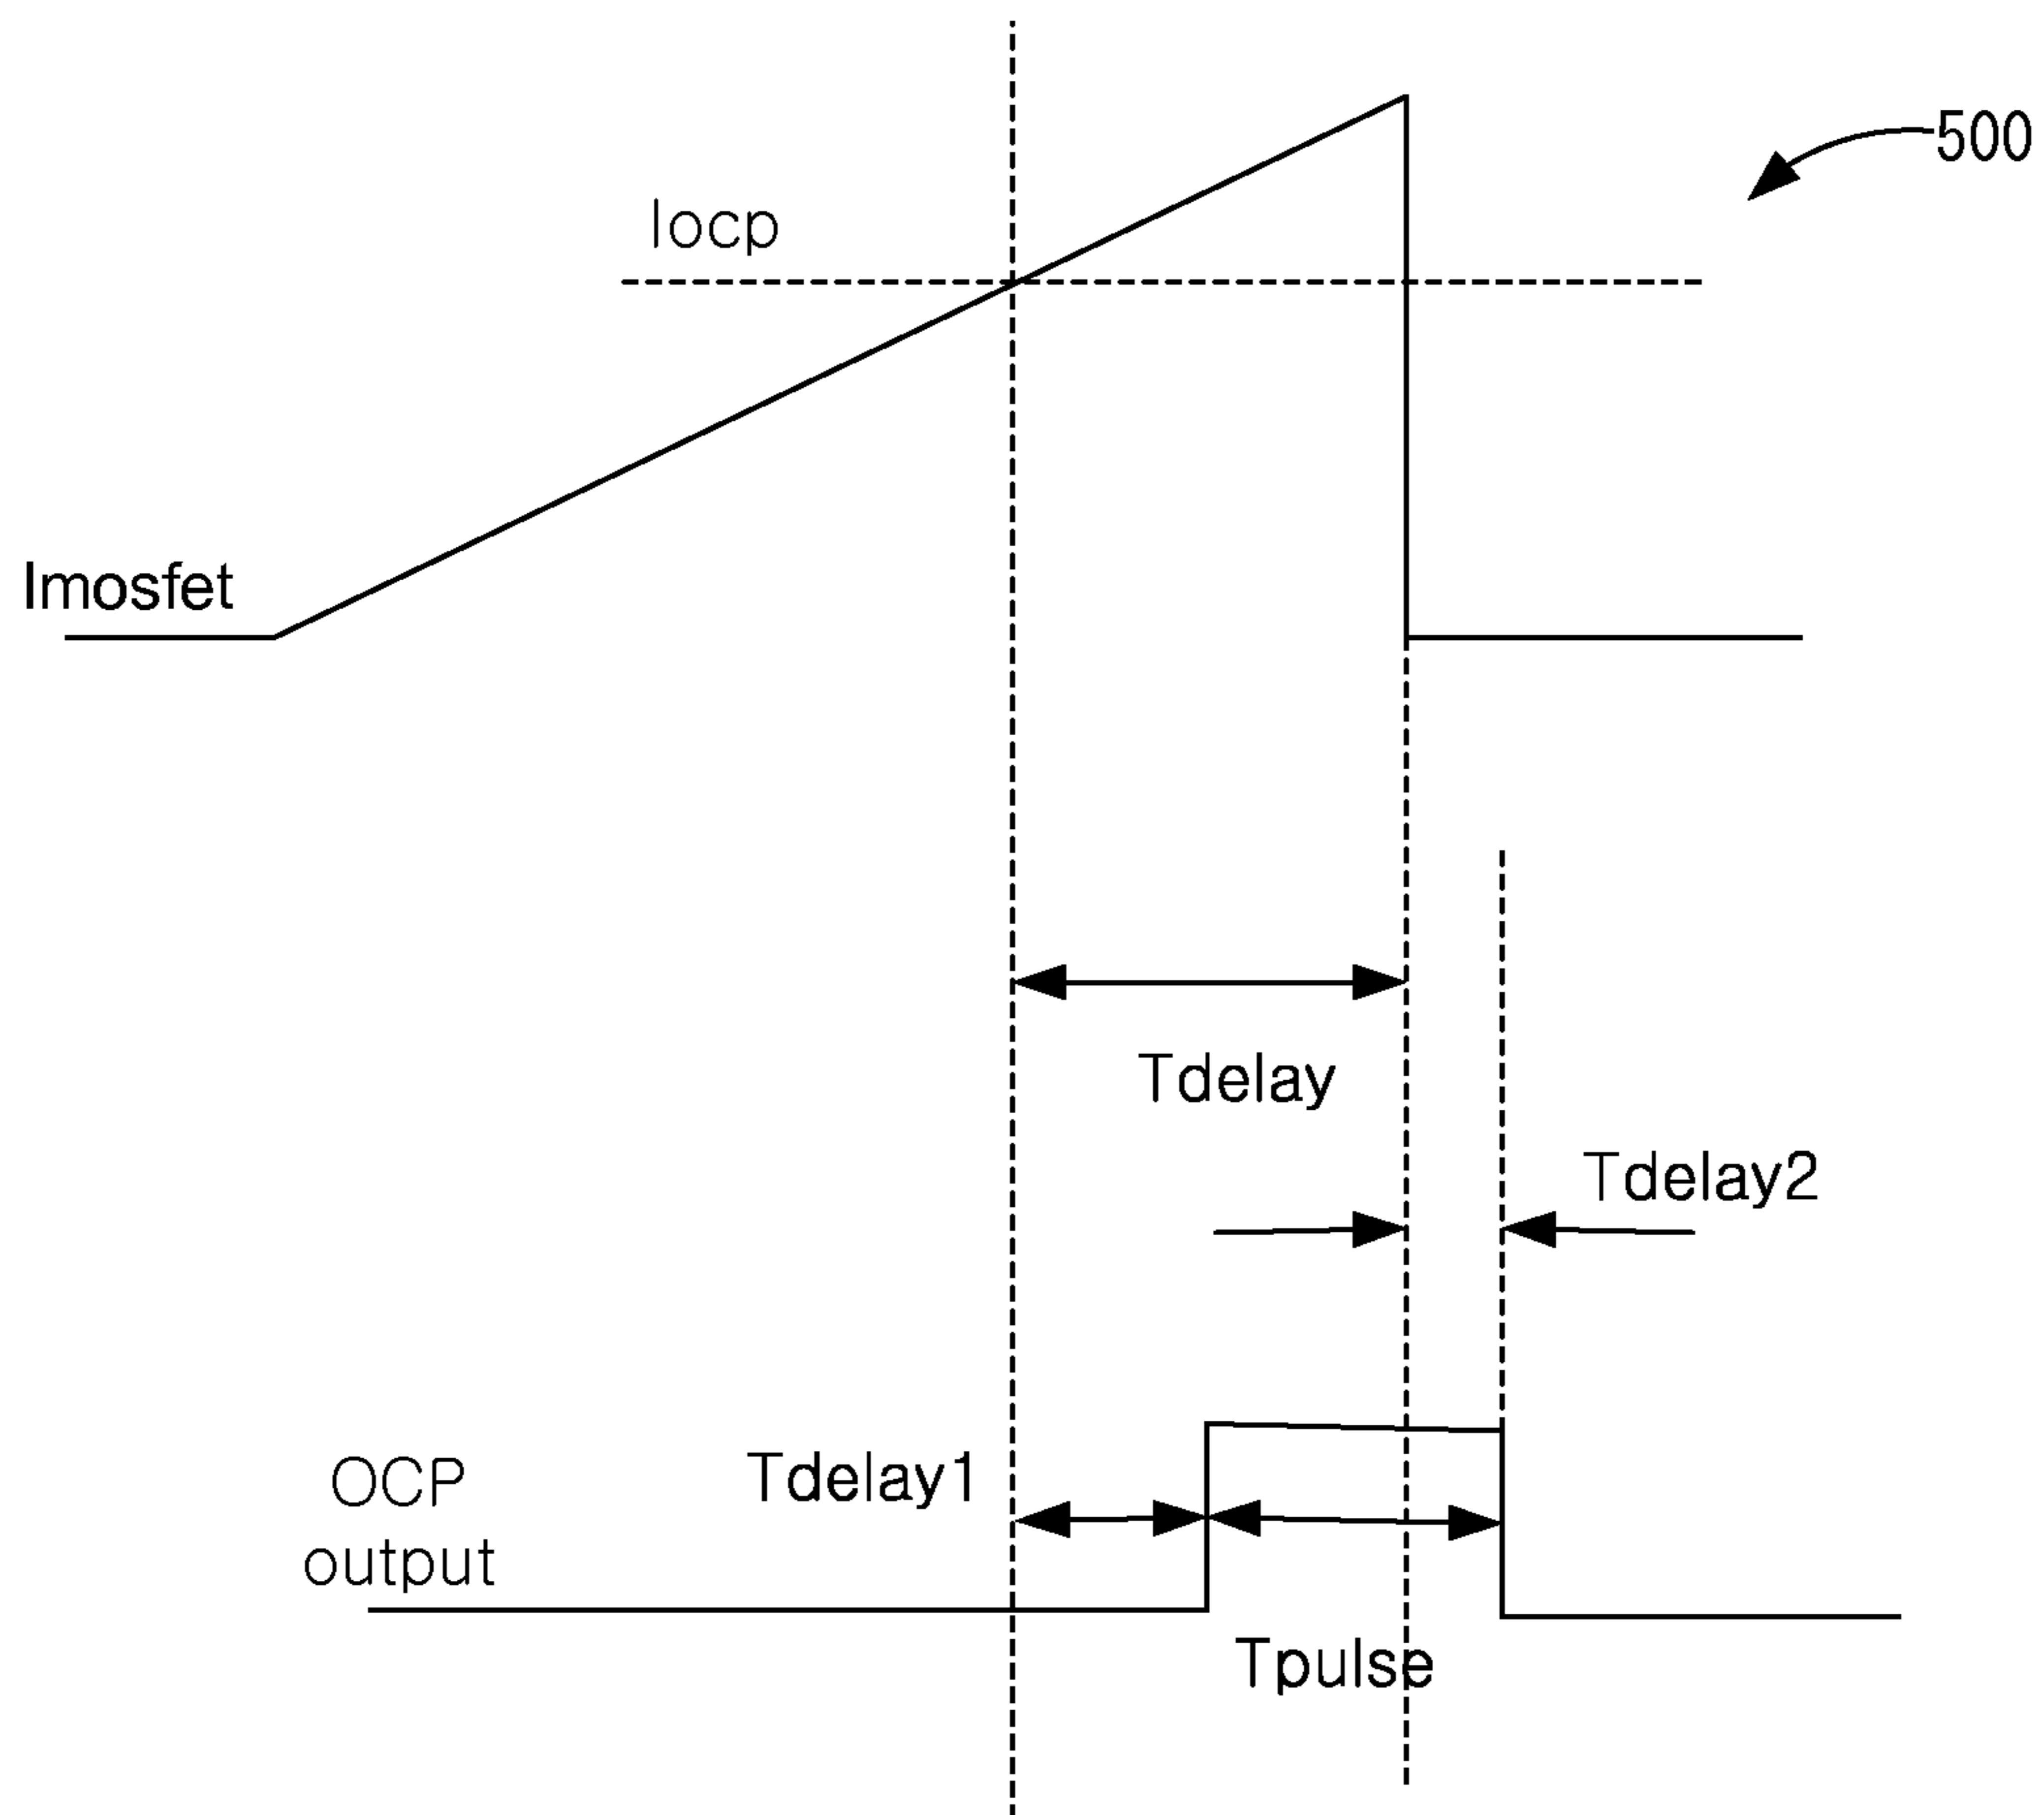 500
Iocp
Imosfet
Tdelay
Tdelay2
Tdelay1
OCP
output
Tpulse